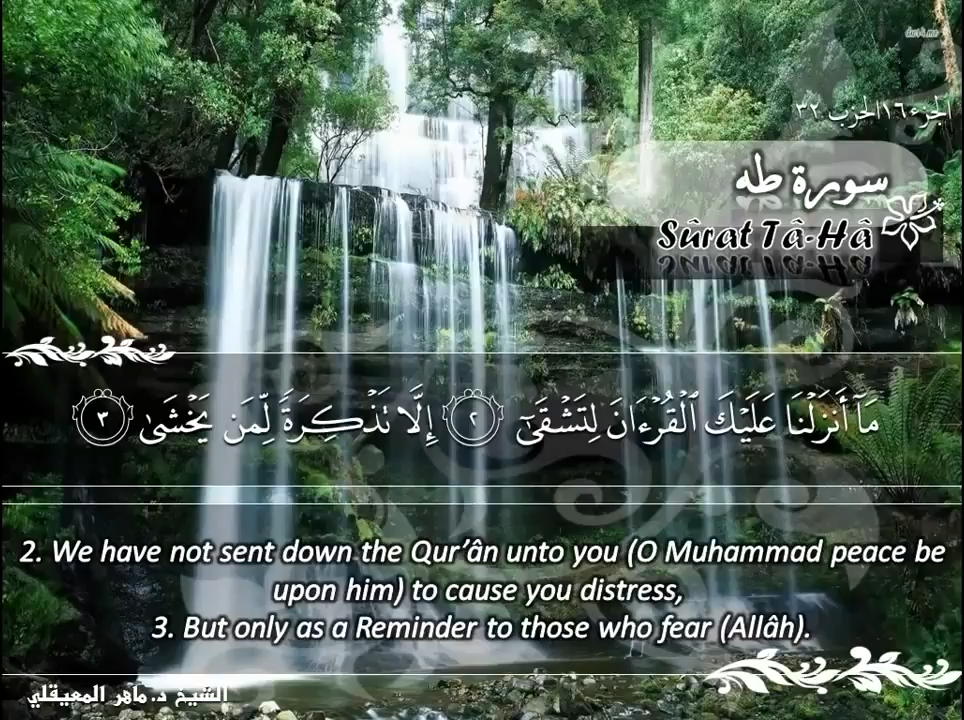 الجزء ١٦ الحزب ٣٢
سورة طه
Sûrat Tâ-Hâ
مَآ أَنزَلْنَا عَلَيْكَ ٱلْقُرْءَانَ لِتَشْقَىٰٓ ٢ إِلَّا تَذْكِرَةً لِّمَن يَخْشَىٰ ٣
2. We have not sent down the Qur’ân unto you (O Muhammad peace be
upon him) to cause you distress,
3. But only as a Reminder to those who fear (Allâh).
الشيخ د. ماهر المعيقلي